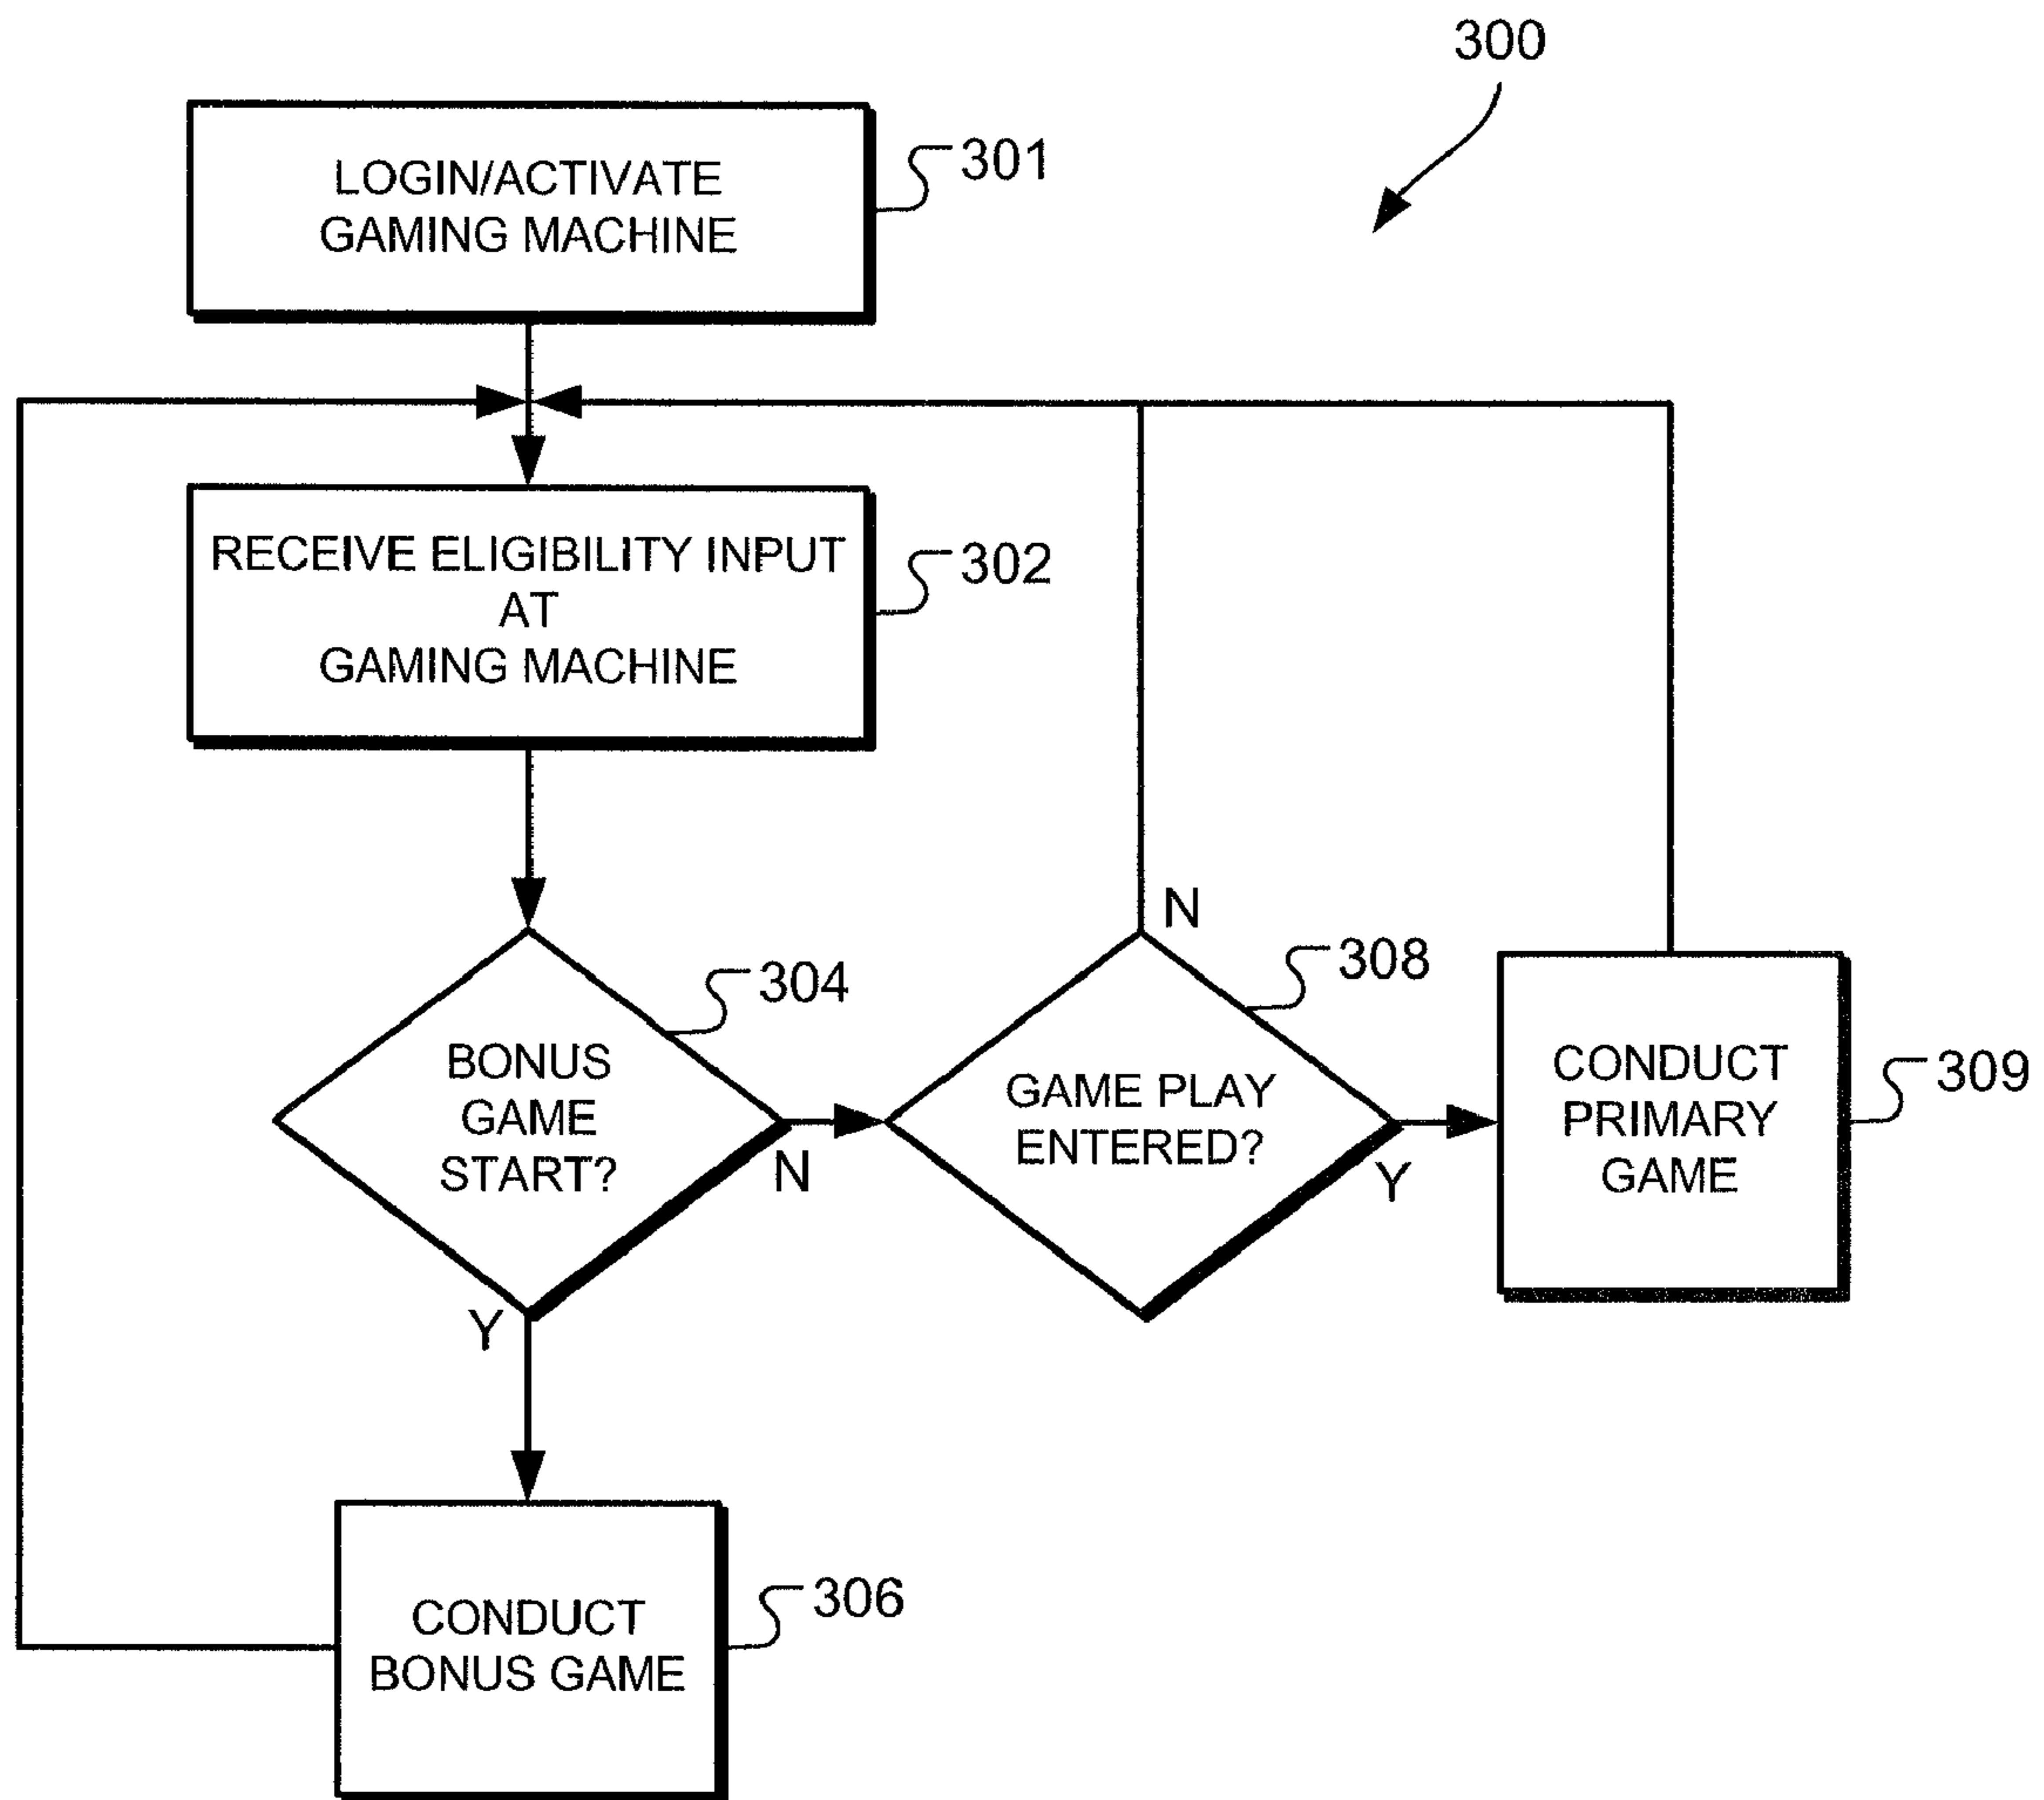 300
LOGIN/ACTIVATE
GAMING MACHINE
301
RECEIVE ELIGIBILITY INPUT
AT
GAMING MACHINE
302
BONUS
GAME
START?
304
N
Y
GAME PLAY
ENTERED?
308
N
Y
CONDUCT
PRIMARY
GAME
309
CONDUCT
BONUS GAME
306